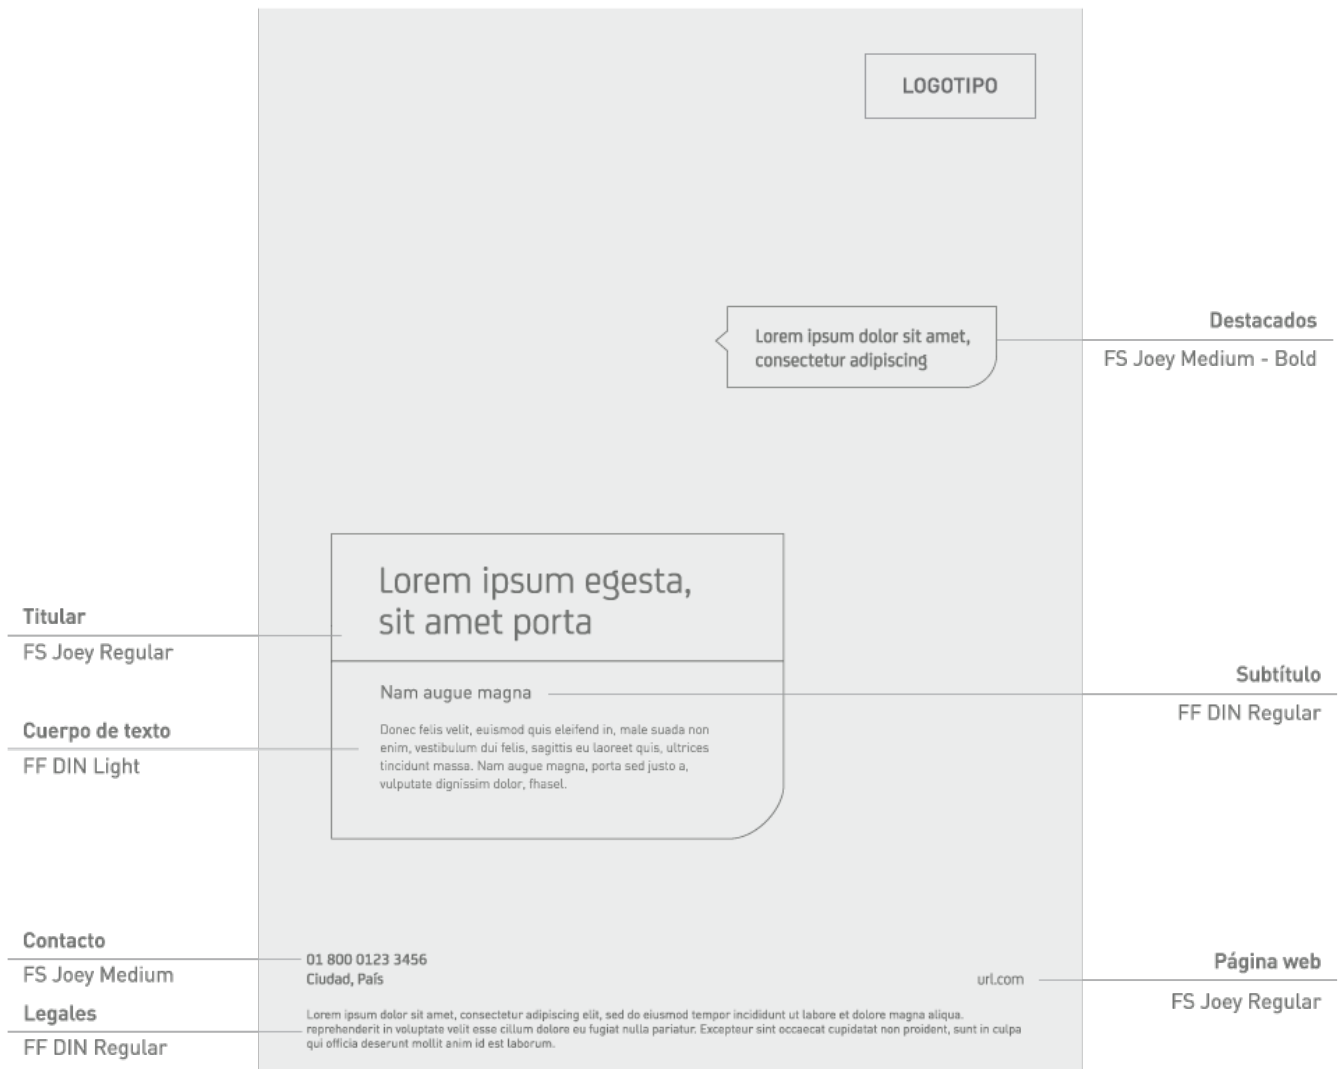 LOGOTIPO
Lorem ipsum dolor sit amet,
consectetur adipiscing
Destacados
FS Joey Medium - Bold
Lorem ipsum egesta,
sit amet porta
Titular
FS Joey Regular
Nam augue magna
Subtítulo
FF DIN Regular
Cuerpo de texto
FF DIN Light
Donec felis velit, euismod quis eleifend in, male suada non
enim, vestibulum dui felis, sagittis eu laoreet quis, ultrices
tincidunt massa. Nam augue magna, porta sed justo a,
vulputate dignissim dolor, fhasel.
Contacto
FS Joey Medium
01 800 0123 3456
Ciudad, País
url.com
Página web
FS Joey Regular
Legales
FF DIN Regular
Lorem ipsum dolor sit amet, consectetur adipiscing elit, sed do eiusmod tempor incididunt ut labore et dolore magna aliqua.
reprehenderit in voluptate velit esse cillum dolore eu fugiat nulla pariatur. Excepteur sint occaecat cupidatat non proident, sunt in culpa
qui officia deserunt mollit anim id est laborum.